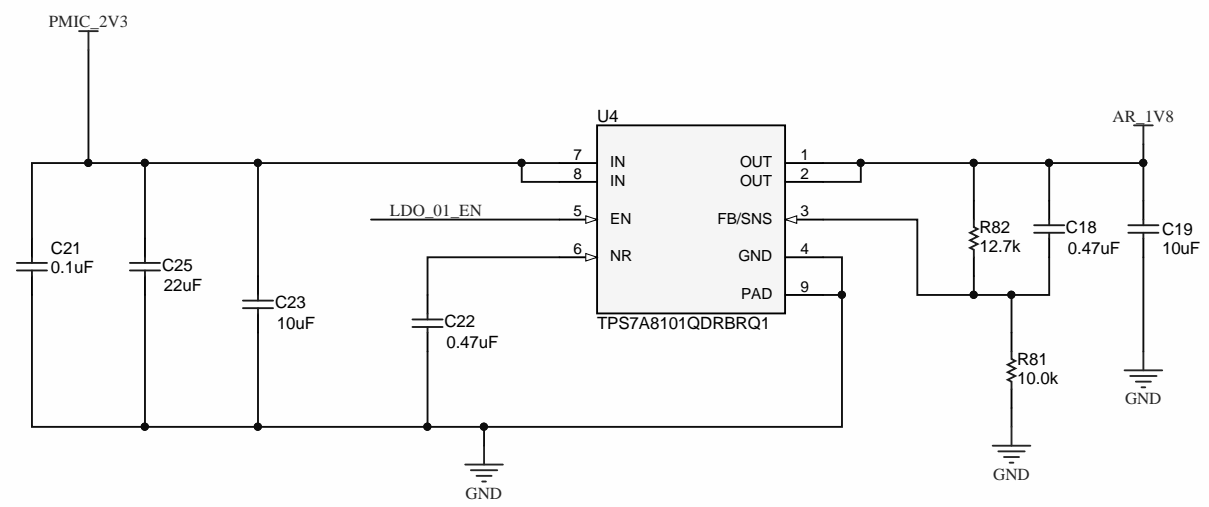 PMIC_2V3
U4
AR_1V8
7 IN OUT 1
8 IN OUT 2
LDO_01_EN 5 EN FB/SNS 3
6 NR GND 4
PAD 9
TPS7A8101QDRBRQ1
C21
0.1uF
C25
22uF
C23
10uF
C22
0.47uF
R82
12.7k
C18
0.47uF
C19
10uF
R81
10.0k
GND
GND
GND